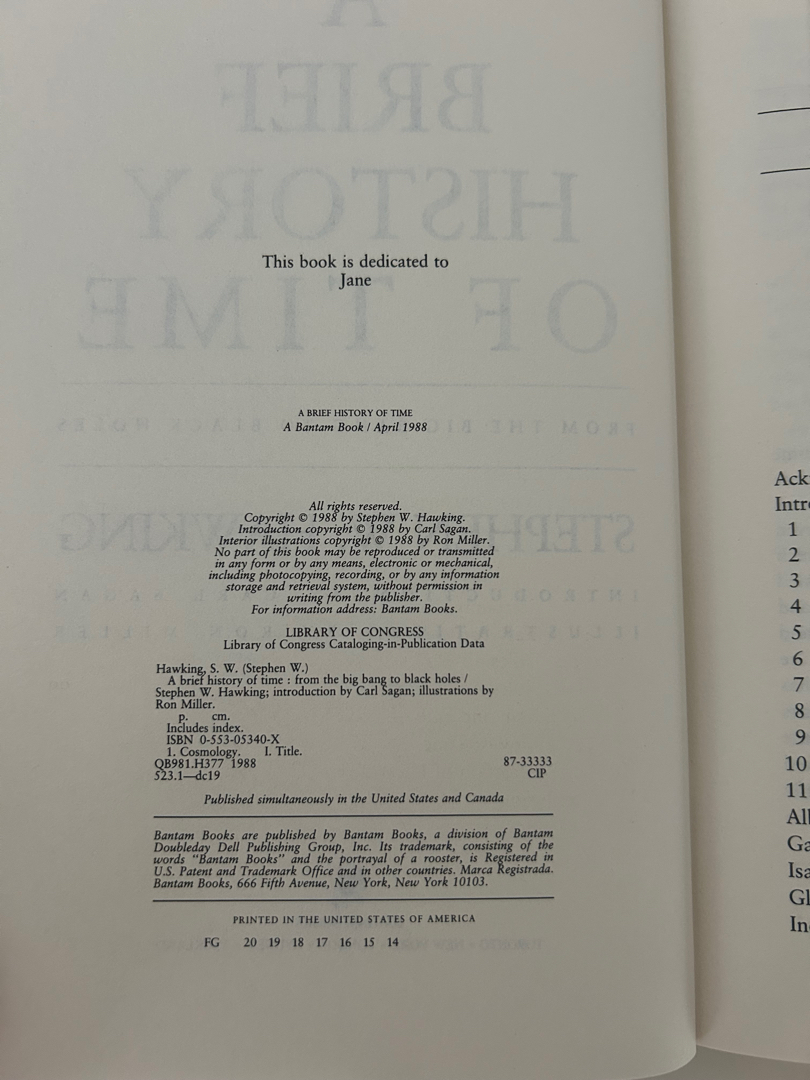 This book is dedicated to
Jane
A BRIEF HISTORY OF TIME
A Bantam Book / April 1988
All rights reserved.
Copyright © 1988 by Stephen W. Hawking.
Introduction copyright © 1988 by Carl Sagan.
Interior illustrations copyright © 1988 by Ron Miller.
No part of this book may be reproduced or transmitted
in any form or by any means, electronic or mechanical,
including photocopying, recording, or by any information
storage and retrieval system, without permission in
writing from the publisher.
For information address: Bantam Books.
LIBRARY OF CONGRESS
Library of Congress Cataloging-in-Publication Data
Hawking, S. W. (Stephen W.)
A brief history of time : from the big bang to black holes /
Stephen W. Hawking; introduction by Carl Sagan; illustrations by
Ron Miller.
p. cm.
Includes index.
ISBN 0-553-05340-X
1. Cosmology. I. Title.
QB981.H377 1988 87-33333
523.1—dc19 CIP
Published simultaneously in the United States and Canada
Bantam Books are published by Bantam Books, a division of Bantam
Doubleday Dell Publishing Group, Inc. Its trademark, consisting of the
words "Bantam Books" and the portrayal of a rooster, is Registered in
U.S. Patent and Trademark Office and in other countries. Marca Registrada.
Bantam Books, 666 Fifth Avenue, New York, New York 10103.
PRINTED IN THE UNITED STATES OF AMERICA
FG 20 19 18 17 16 15 14
Ack
Intr
1
2
3
4
5
6
7
8
9
10
11
Al
Ga
Isa
Gl
In